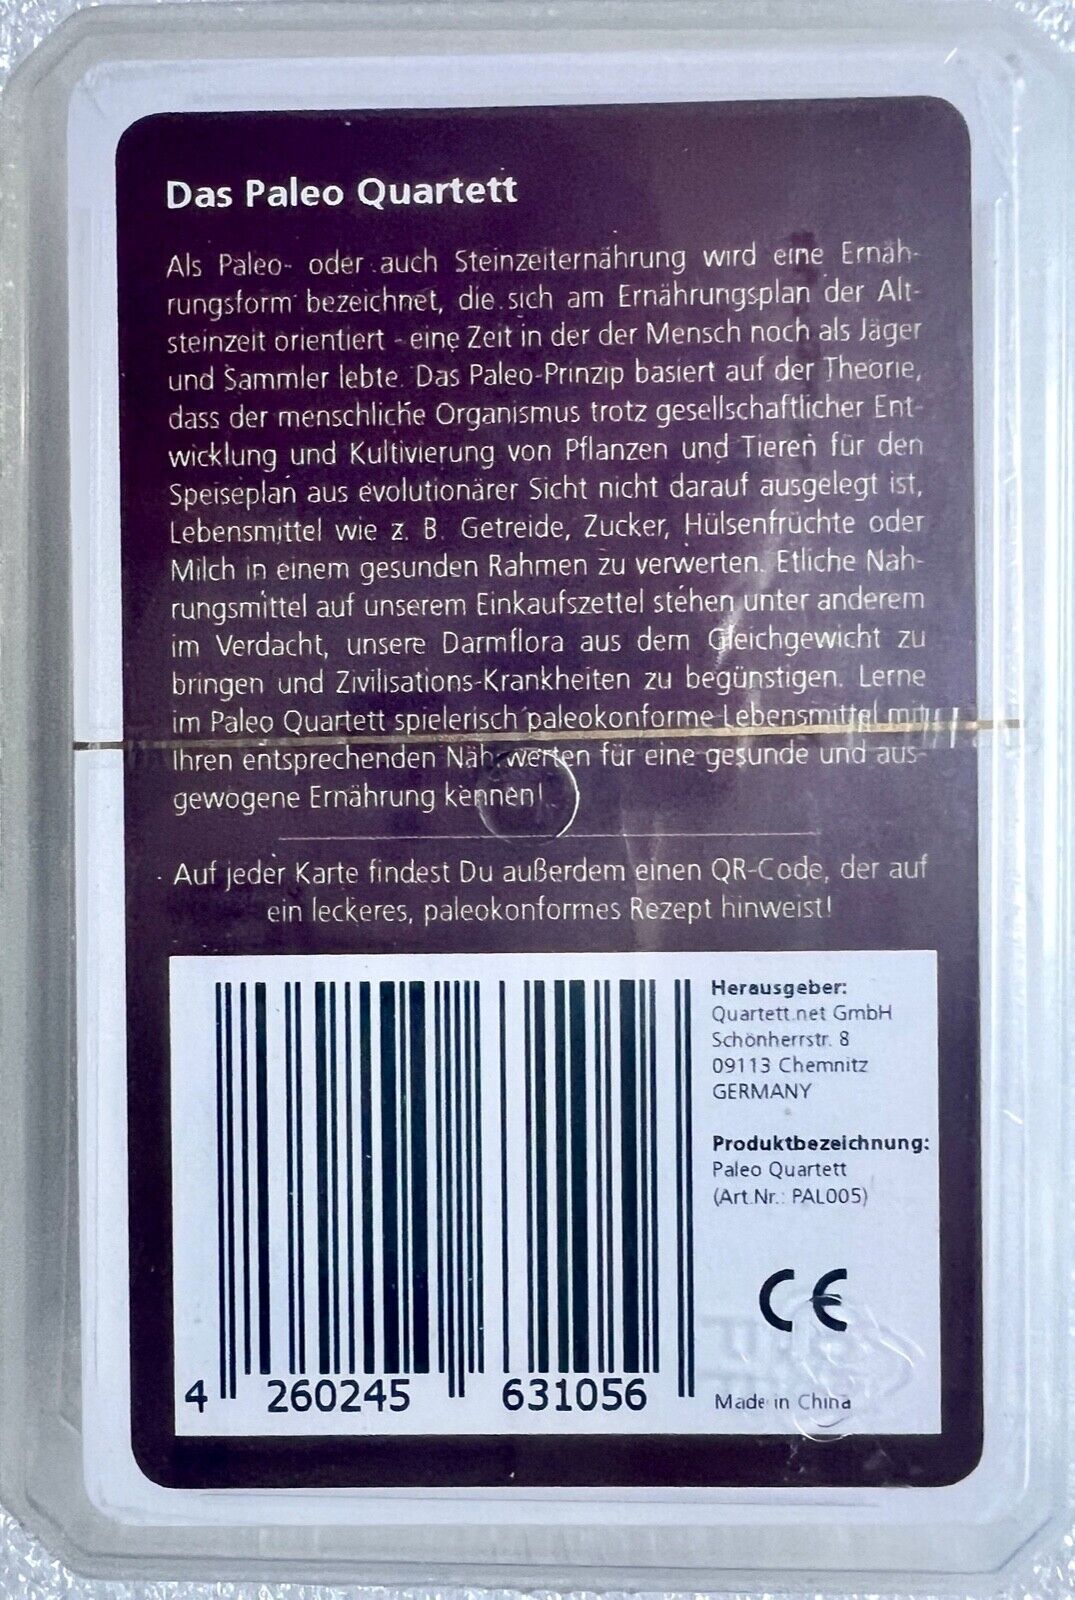 Das Paleo Quartett
Als Paleo- oder auch Steinzeiternährung wird eine Ernäh-
rungsform bezeichnet, die sich am Ernährungsplan der Alt-
steinzeit orientiert - eine Zeit in der der Mensch noch als Jäger
und Sammler lebte. Das Paleo-Prinzip basiert auf der Theorie,
dass der menschliche Organismus trotz gesellschaftlicher Ent-
wicklung und Kultivierung von Pflanzen und Tieren für den
Speiseplan aus evolutionärer Sicht nicht darauf ausgelegt ist,
Lebensmittel wie z. B. Getreide, Zucker, Hülsenfrüchte oder
Milch in einem gesunden Rahmen zu verwerten. Etliche Nah-
rungsmittel auf unserem Einkaufszettel stehen unter anderem
im Verdacht, unsere Darmflora aus dem Gleichgewicht zu
bringen und Zivilisations-Krankheiten zu begünstigen. Lerne
im Paleo Quartett spielerisch paleokonforme Lebensmittel mit
Ihren entsprechenden Nährwerten für eine gesunde und aus-
gewogene Ernährung kennen!
Auf jeder Karte findest Du außerdem einen QR-Code, der auf
ein leckeres, paleokonformes Rezept hinweist!
Herausgeber:
Quartett.net GmbH
Schönherrstr. 8
09113 Chemnitz
GERMANY
Produktbezeichnung:
Paleo Quartett
(Art.Nr.: PAL005)
CE
Made in China
4 260245 631056